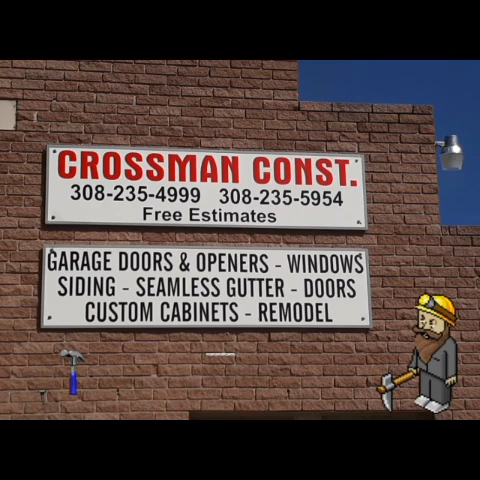 CROSSMAN CONST.
308-235-4999 308-235-5954
Free Estimates
GARAGE DOORS & OPENERS - WINDOWS
SIDING - SEAMLESS GUTTER - DOORS
CUSTOM CABINETS - REMODEL